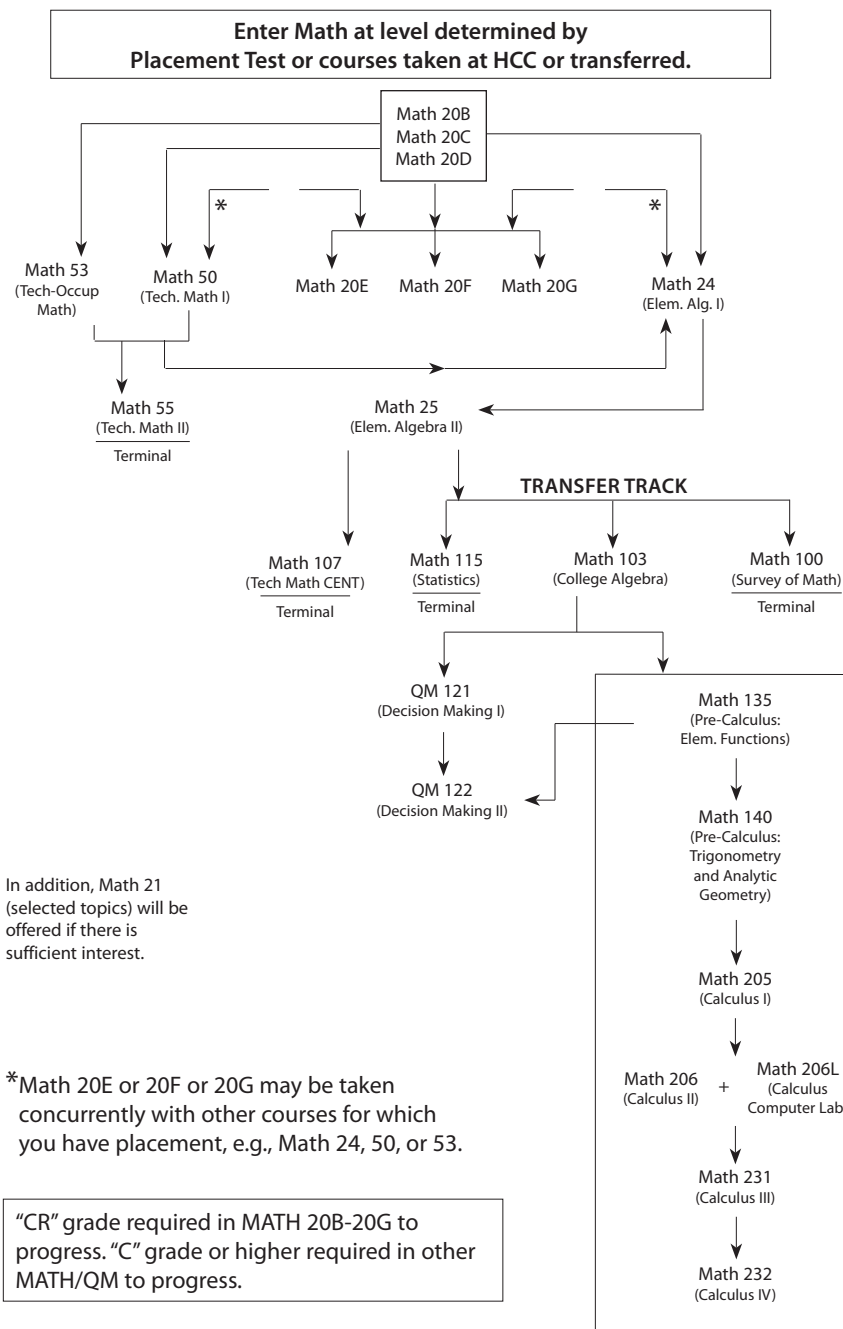 Enter Math at level determined by
Placement Test or courses taken at HCC or transferred.
Math 20B
Math 20C
Math 20D
*
*
Math 53
(Tech-Occup
Math)
Math 50
(Tech. Math I)
Math 20E
Math 20F
Math 20G
Math 24
(Elem. Alg. I)
Math 55
(Tech. Math II)
Terminal
Math 25
(Elem. Algebra II)
TRANSFER TRACK
Math 107
(Tech Math CENT)
Terminal
Math 115
(Statistics)
Terminal
Math 103
(College Algebra)
Math 100
(Survey of Math)
Terminal
QM 121
(Decision Making I)
QM 122
(Decision Making II)
Math 135
(Pre-Calculus:
Elem. Functions)
Math 140
(Pre-Calculus:
Trigonometry
and Analytic
Geometry)
Math 205
(Calculus I)
Math 206
(Calculus II)
+
Math 206L
(Calculus
Computer Lab
Math 231
(Calculus III)
Math 232
(Calculus IV)
In addition, Math 21
(selected topics) will be
offered if there is
sufficient interest.
*Math 20E or 20F or 20G may be taken
concurrently with other courses for which
you have placement, e.g., Math 24, 50, or 53.
“CR” grade required in MATH 20B-20G to
progress. “C” grade or higher required in other
MATH/QM to progress.